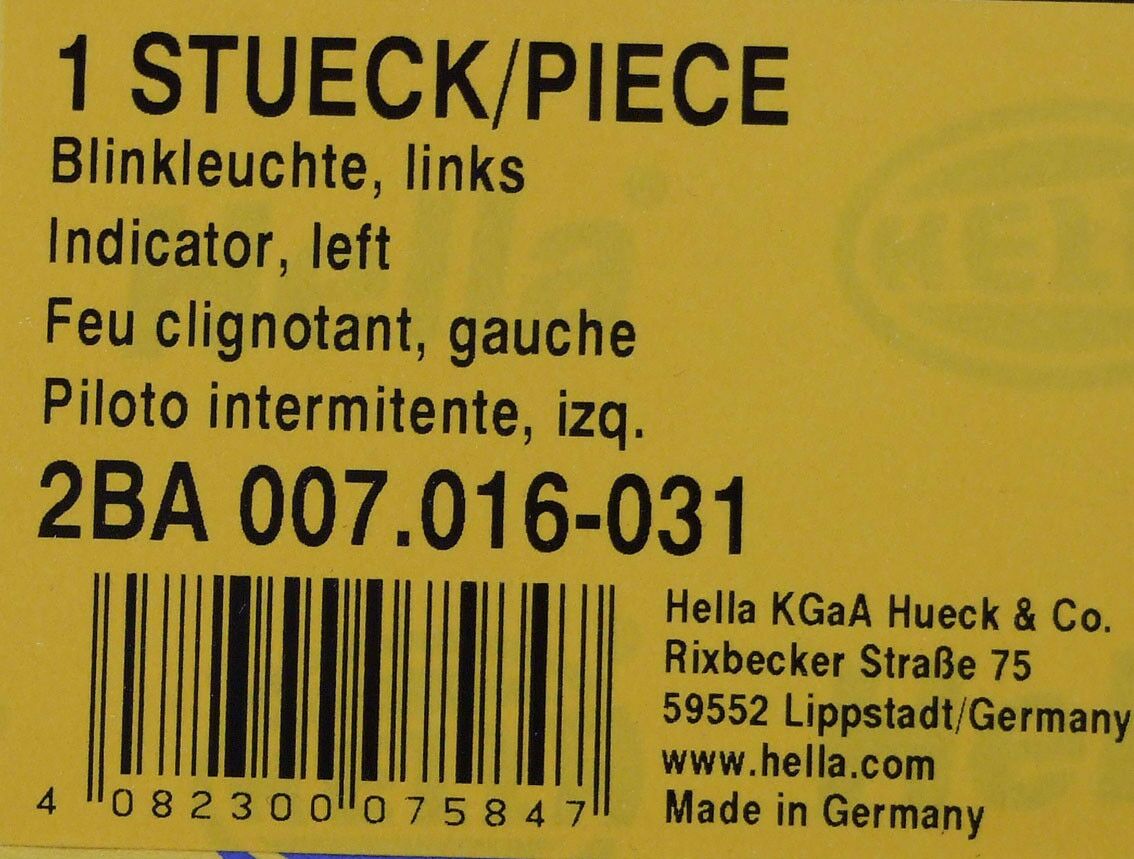 1 STUECK/PIECE
Blinkleuchte, links
Indicator, left
Feu clignotant, gauche
Piloto intermitente, izq.
2BA 007.016-031
4 082300 075847
Hella KGaA Hueck & Co.
Rixbecker Straße 75
59552 Lippstadt/Germany
www.hella.com
Made in Germany